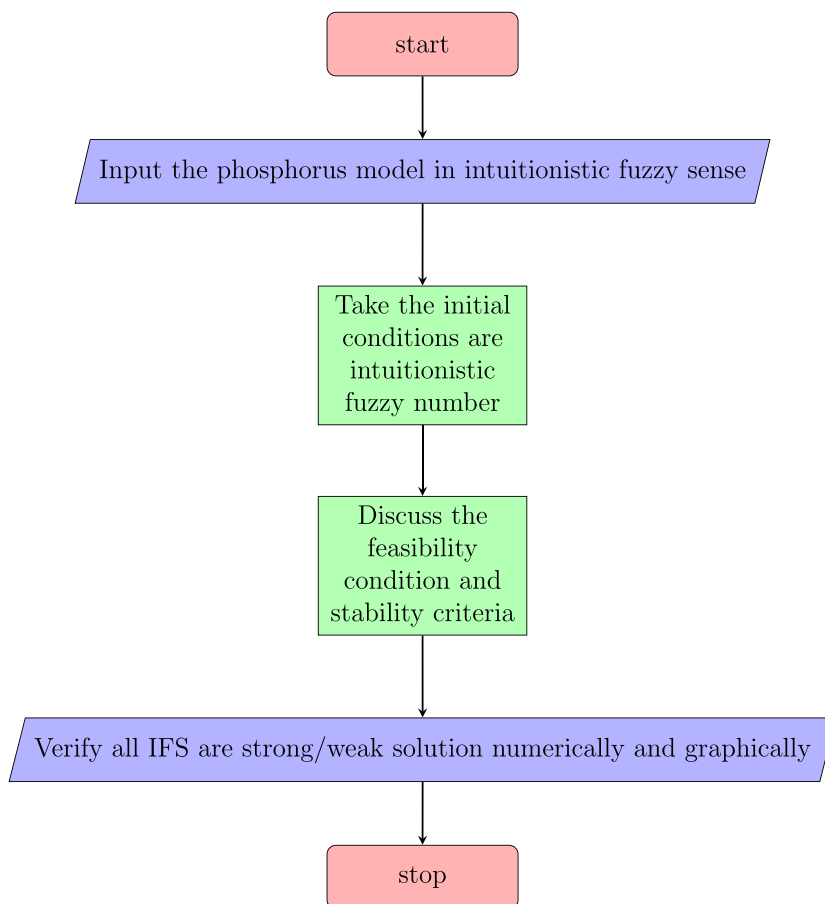 start
Input the phosphorus model in intuitionistic fuzzy sense
Take the initial
conditions are
intuitionistic
fuzzy number
Discuss the
feasibility
condition and
stability criteria
Verify all IFS are strong/weak solution numerically and graphically
stop